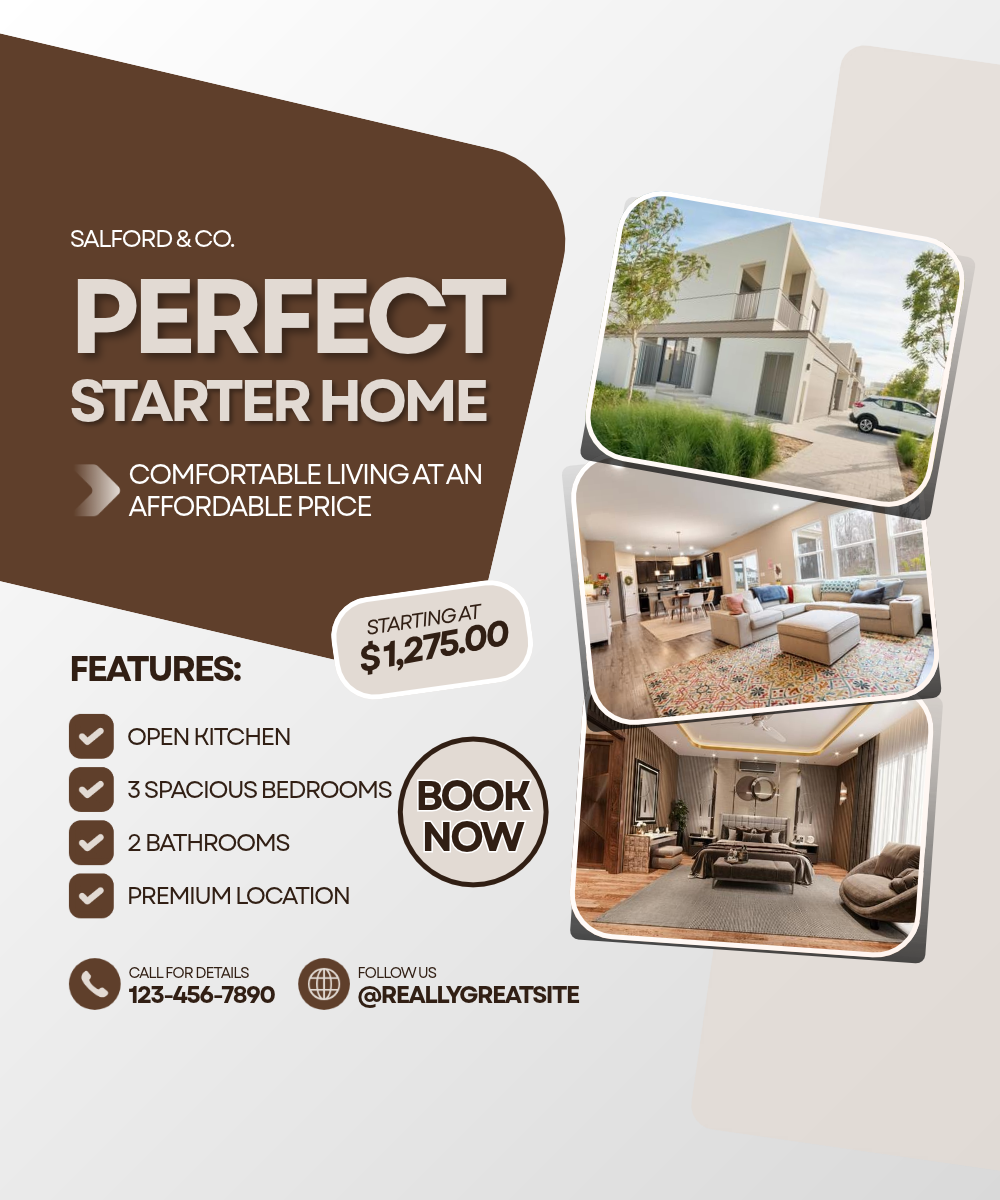 SALFORD & CO.
PERFECT
STARTER HOME
COMFORTABLE LIVING AT AN
AFFORDABLE PRICE
STARTING AT
$1,275.00
FEATURES:
OPEN KITCHEN
3 SPACIOUS BEDROOMS
2 BATHROOMS
PREMIUM LOCATION
BOOK
NOW
CALL FOR DETAILS
123-456-7890
FOLLOW US
@REALLYGREATSITE